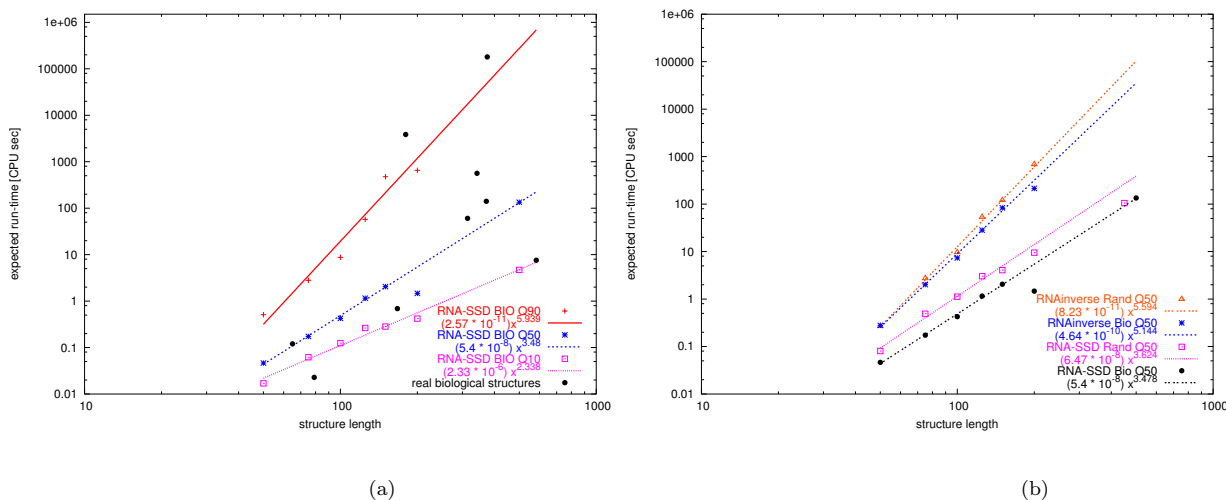 1e+06
100000
10000
1000
100
10
1
0.1
0.01
10
100
1000
expected run-time [CPU sec]
structure length
RNA-SSD BIO Q90
(2.57 * 10^-11) x^5.939
RNA-SSD BIO Q50
(5.4 * 10^-8) x^3.48
RNA-SSD BIO Q10
(2.33 * 10^-6) x^2.338
real biological structures
(a)
1e+06
100000
10000
1000
100
10
1
0.1
0.01
10
100
1000
expected run-time [CPU sec]
structure length
RNAinverse Rand Q50
(8.23 * 10^-11) x^5.594
RNAinverse Bio Q50
(4.64 * 10^-10) x^5.144
RNA-SSD Rand Q50
(6.47 * 10^-8) x^3.624
RNA-SSD Bio Q50
(5.4 * 10^-8) x^3.478
(b)